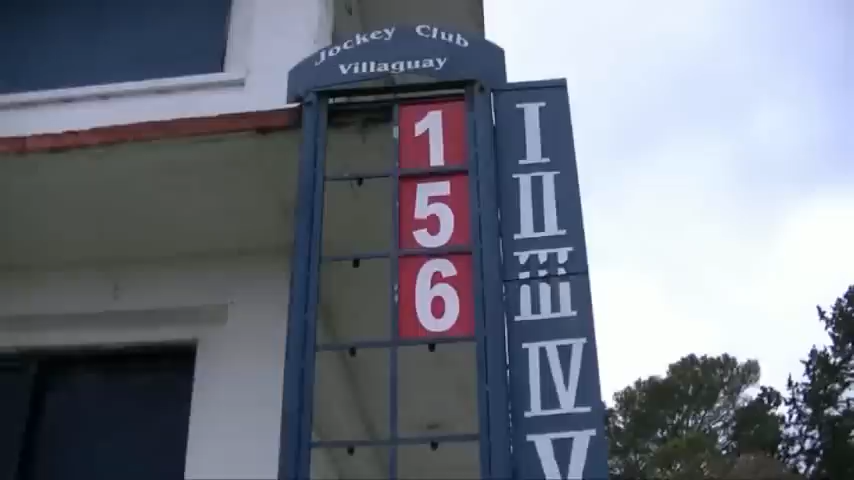 Jockey Club
Villaguay
1 I
5 II
6 III
IV
V